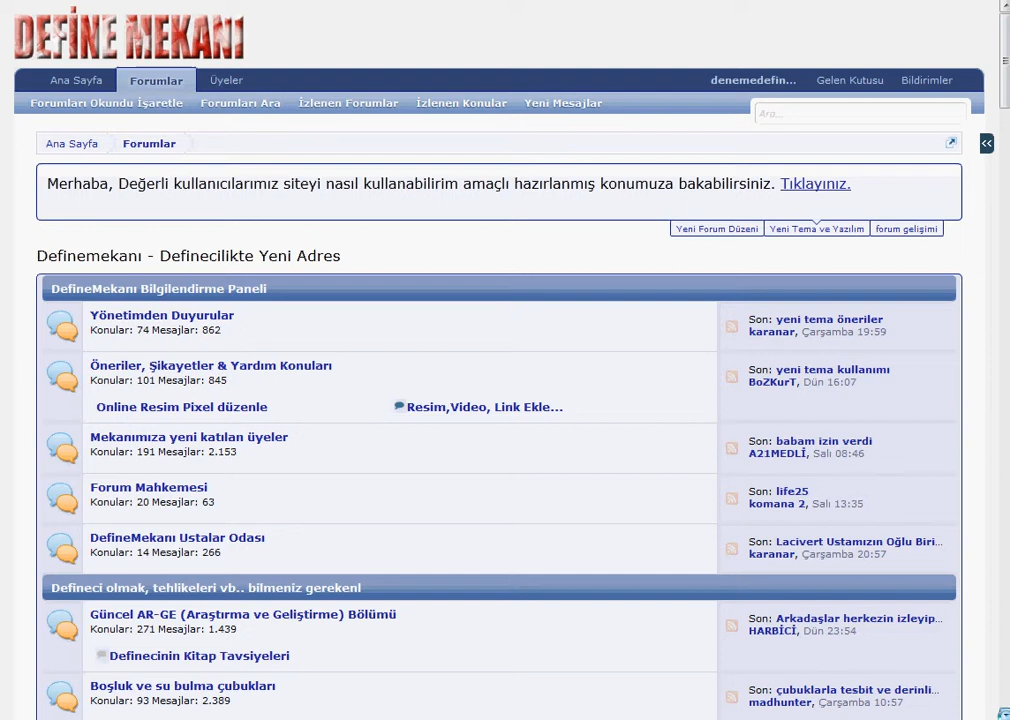 DEFİNE MEKANI
Ana Sayfa Forumlar Üyeler denemedefin... Gelen Kutusu Bildirimler
Forumları Okundu İşaretle Forumları Ara İzlenen Forumlar İzlenen Konular Yeni Mesajlar
Ara...
Ana Sayfa Forumlar
Merhaba, Değerli kullanıcılarımız siteyi nasıl kullanabilirim amaçlı hazırlanmış konumuza bakabilirsiniz. Tıklayınız.
Yeni Forum Düzeni Yeni Tema ve Yazılım forum gelişimi
Definemekanı - Definecilikte Yeni Adres
DefineMekanı Bilgilendirme Paneli
Yönetimden Duyurular
Konular: 74 Mesajlar: 862
Son: yeni tema öneriler
karanar, Çarşamba 19:59
Öneriler, Şikayetler & Yardım Konuları
Konular: 101 Mesajlar: 845
Son: yeni tema kullanımı
BoZKurT, Dün 16:07
Online Resim Pixel düzenle Resim,Video, Link Ekle...
Mekanımıza yeni katılan üyeler
Konular: 191 Mesajlar: 2.153
Son: babam izin verdi
A21MEDLİ, Salı 08:46
Forum Mahkemesi
Konular: 20 Mesajlar: 63
Son: life25
komana 2, Salı 13:35
DefineMekanı Ustalar Odası
Konular: 14 Mesajlar: 266
Son: Lacivert Ustamızın Oğlu Biri...
karanar, Çarşamba 20:57
Defineci olmak, tehlikeleri vb.. bilmeniz gerekenl
Güncel AR-GE (Araştırma ve Geliştirme) Bölümü
Konular: 271 Mesajlar: 1.439
Son: Arkadaşlar herkezin izleyip...
HARBİCİ, Dün 23:54
Definecinin Kitap Tavsiyeleri
Boşluk ve su bulma çubukları
Konular: 93 Mesajlar: 2.389
Son: çubuklarla tesbit ve derinli...
madhunter, Çarşamba 10:57